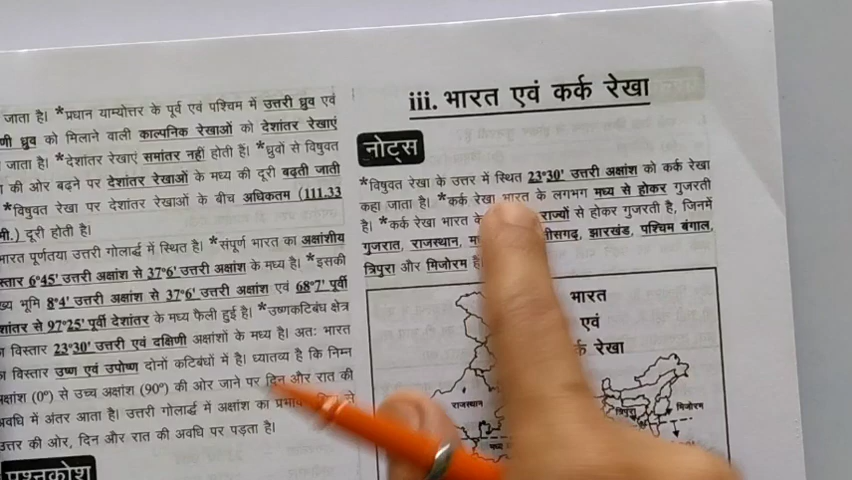 जाता है। *प्रधान याम्योत्तर के पूर्व एवं पश्चिम में उत्तरी ध्रुव एवं
णी ध्रुव को मिलाने वाली काल्पनिक रेखाओं को देशांतर रेखाएं
जाता है। *देशांतर रेखाएं समांतर नहीं होती हैं। *ध्रुवों से विषुवत
की ओर बढ़ने पर देशांतर रेखाओं के मध्य की दूरी बढ़ती जाती
*विषुवत रेखा पर देशांतर रेखाओं के बीच अधिकतम (111.33
मी.) दूरी होती है।
भारत पूर्णतया उत्तरी गोलार्द्ध में स्थित है। *संपूर्ण भारत का अक्षांशीय
स्तार 6°45' उत्तरी अक्षांश से 37°6' उत्तरी अक्षांश के मध्य है। *इसकी
ख्य भूमि 8°4' उत्तरी अक्षांश से 37°6' उत्तरी अक्षांश एवं 68°7' पूर्वी
शांतर से 97°25' पूर्वी देशांतर के मध्य फैली हुई है। *उष्णकटिबंध क्षेत्र
विस्तार 23°30' उत्तरी एवं दक्षिणी अक्षांशों के मध्य है। अतः भारत
विस्तार उष्ण एवं उपोष्ण दोनों कटिबंधों में है। ध्यातव्य है कि निम्न
अक्षांश (0°) से उच्च अक्षांश (90°) की ओर जाने पर दिन और रात की
अवधि में अंतर आता है। उत्तरी गोलार्द्ध में अक्षांश का
उत्तर की ओर, दिन और रात की अवधि पर पड़ता है।
प्रश्नकोश
iii. भारत एवं कर्क रेखा
नोट्स
*विषुवत रेखा के उत्तर में स्थित 23°30' उत्तरी अक्षांश को कर्क रेखा
कहा जाता है। *कर्क रेखा भारत के लगभग मध्य से होकर गुजरती
है। *कर्क रेखा भारत के राज्यों से होकर गुजरती है, जिनमें
गुजरात, राजस्थान, झारखंड, पश्चिम बंगाल,
त्रिपुरा और मिजोरम
भारत
एवं
रेखा
राजस्थान
त्रिपुरा
मिजोरम
मध्य